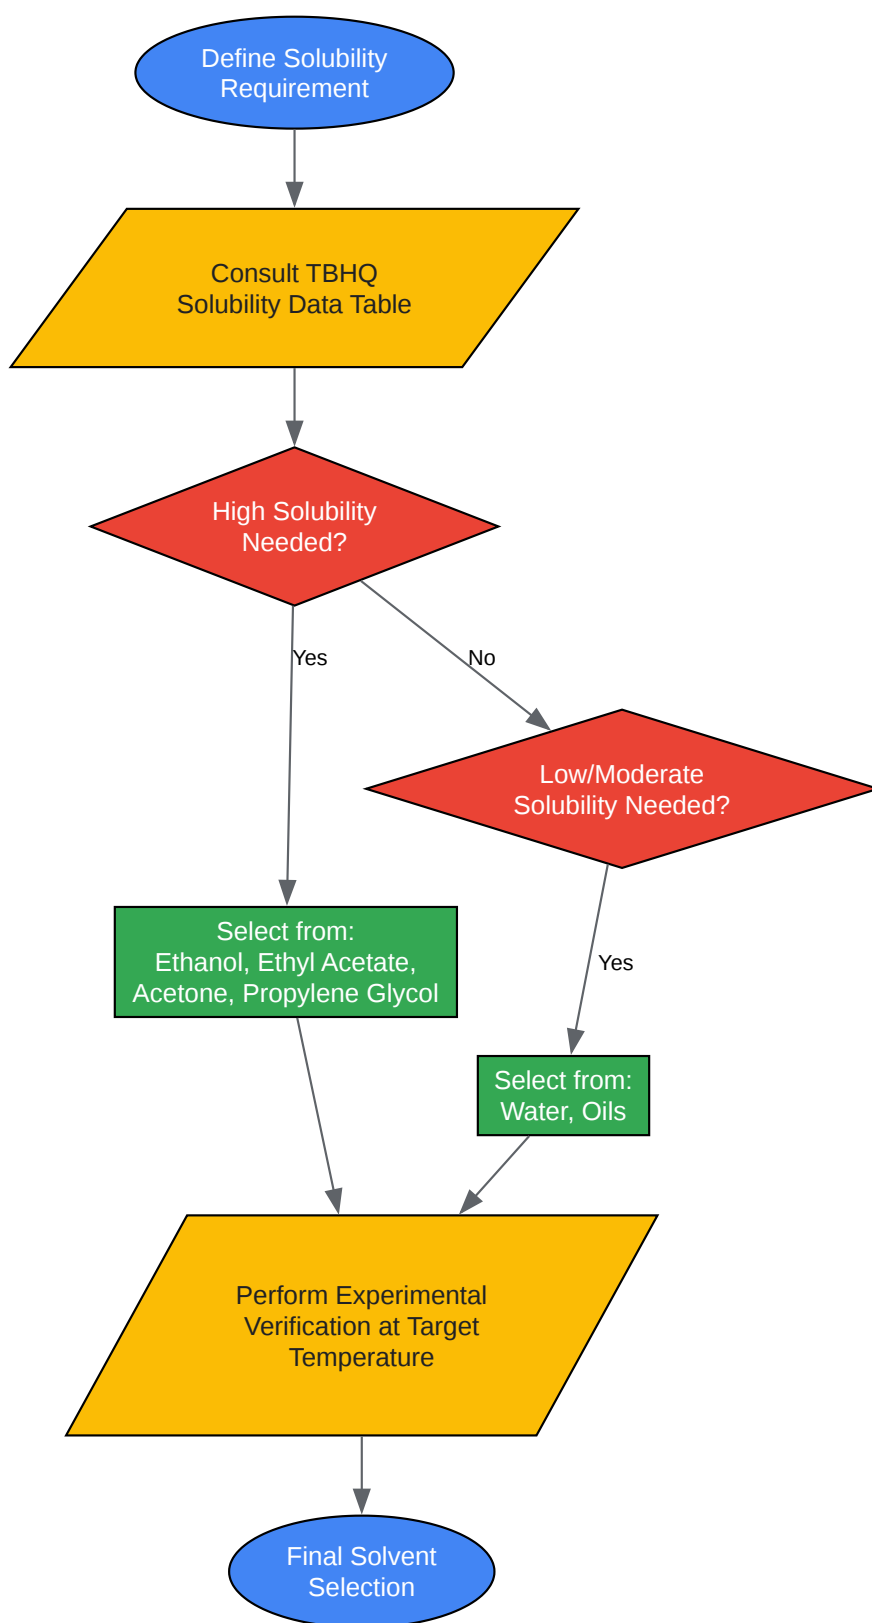 Define Solubility
Requirement
Consult TBHQ
Solubility Data Table
High Solubility
Needed?
Yes
No
Low/Moderate
Solubility Needed?
Select from:
Ethanol, Ethyl Acetate,
Acetone, Propylene Glycol
Yes
Select from:
Water, Oils
Perform Experimental
Verification at Target
Temperature
Final Solvent
Selection